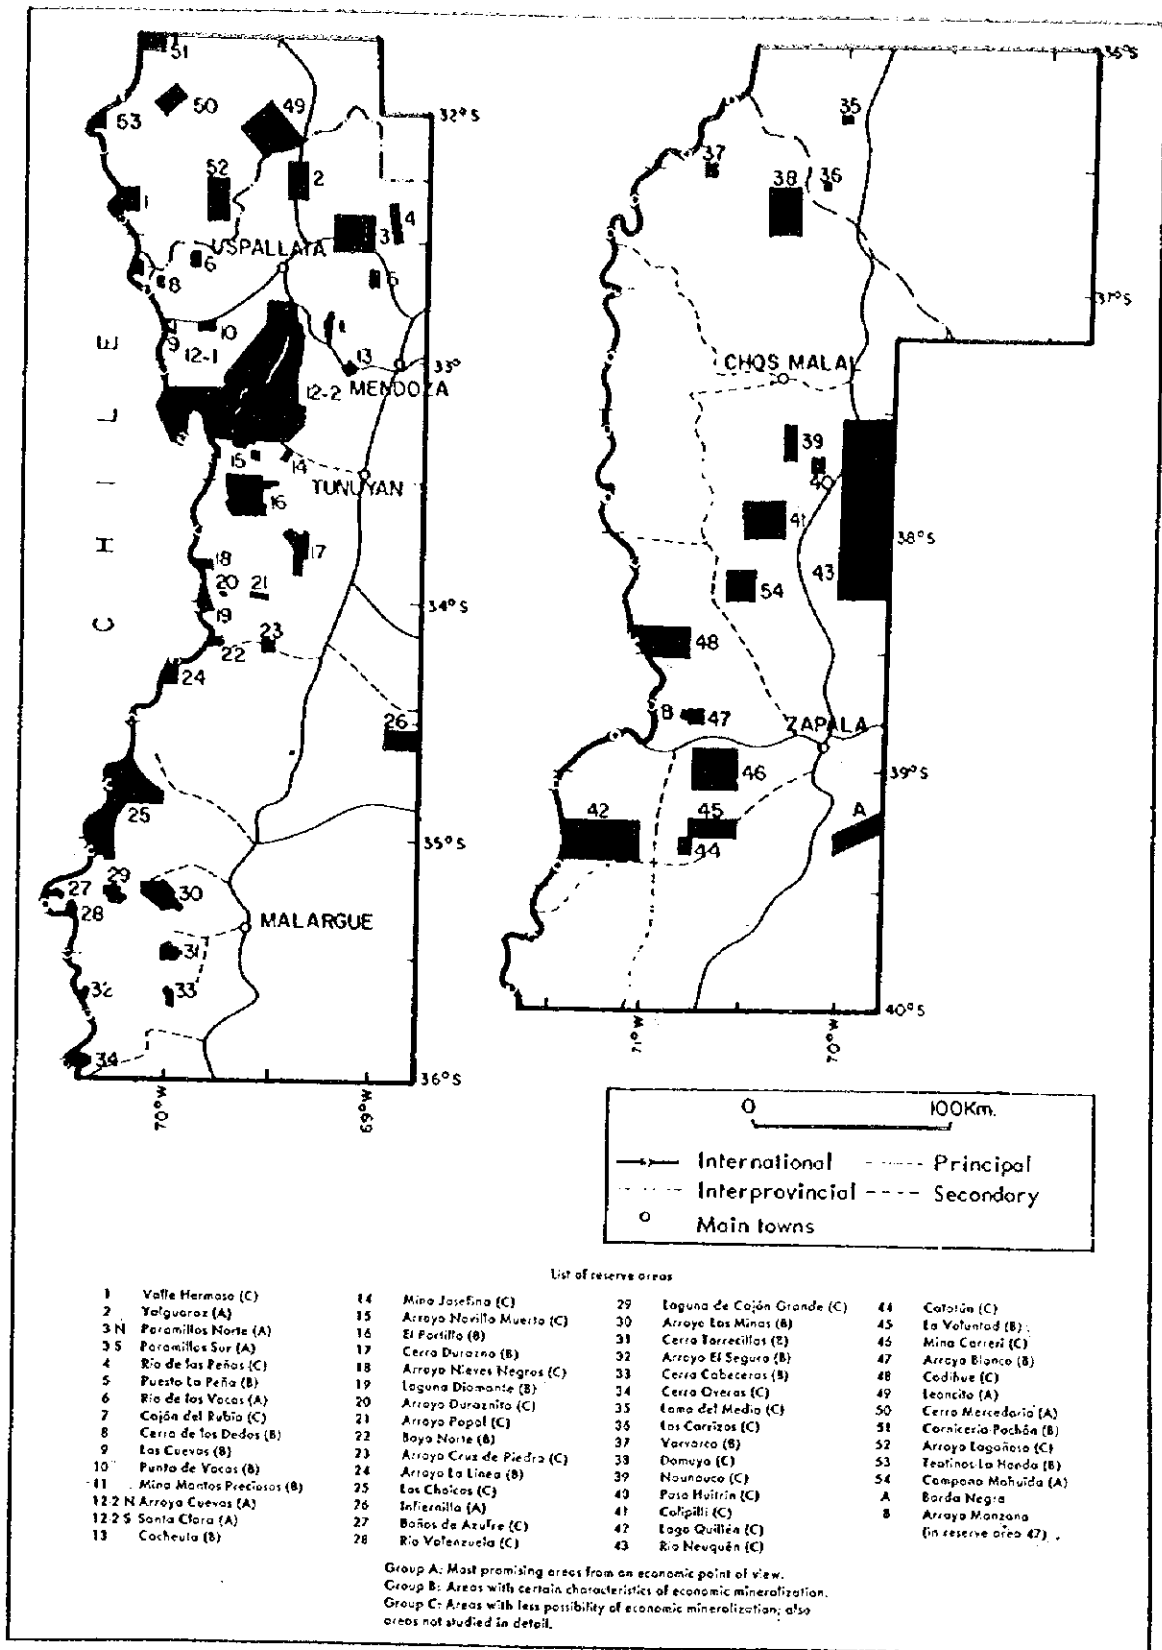 51
50
49
53
32°S
52
2
1
4
3
USPALLATA
6
5
8
9
10
12-1
13
33°
MENDOZA
12-2
15
14
TUNUYAN
16
17
18
20
21
19
34°S
22
23
24
26
25
35°S
27
29
30
28
MALARGUE
31
32
33
34
36°S
70°W
69°W
CHILE
35
37
36
38
37°S
CHOS MALAL
39
40
41
38°S
43
54
48
B
47
ZAPALA
46
39°S
42
45
A
44
40°S
71°W
70°W
0 100Km.
International Principal
Interprovincial Secondary
Main towns
List of reserve areas
1 Valle Hermoso (C)
2 Yalguaraz (A)
3 N Paramillos Norte (A)
3 S Paramillos Sur (A)
4 Río de las Peñas (C)
5 Puesto La Peña (B)
6 Río de las Vacas (A)
7 Cajón del Rubio (C)
8 Cerro de los Dedos (B)
9 Las Cuevas (B)
10 Punta de Vacas (B)
11 Mina Mantos Preciosos (B)
12-2 N Arroyo Cuevas (A)
12-2 S Santa Clara (A)
13 Cacheuta (B)
14 Mina Josefina (C)
15 Arroyo Novillo Muerto (C)
16 El Portillo (B)
17 Cerro Durazno (B)
18 Arroyo Nieves Negras (C)
19 Laguna Diamante (B)
20 Arroyo Duraznito (C)
21 Arroyo Papal (C)
22 Bayo Norte (B)
23 Arroyo Cruz de Piedra (C)
24 Arroyo La Línea (B)
25 Las Choicas (C)
26 Infiernillo (A)
27 Baños de Azufre (C)
28 Río Valenzuela (C)
29 Laguna de Cajón Grande (C)
30 Arroyo Las Minas (B)
31 Cerro Torrecillas
32 Arroyo El Seguro (B)
33 Cerro Cabeceras (B)
34 Cerro Overas (C)
35 Loma del Medio (C)
36 Los Carrizos (C)
37 Varvarco (B)
38 Domuyo (C)
39 Naunauco (C)
40 Paso Huitrín (C)
41 Colipilli (C)
42 Lago Quillén (C)
43 Río Neuquén (C)
44 Catatún (C)
45 La Voluntad (B)
46 Mina Carreri (C)
47 Arroyo Blanco (B)
48 Codihue (C)
49 Leoncito (A)
50 Cerro Mercedario (A)
51 Carnicería-Pachón (B)
52 Arroyo Lagañoso (C)
53 Teatinos-La Honda (B)
54 Campana Mahuida (A)
A Barda Negra
B Arroyo Manzano
(in reserve area 47)
Group A: Most promising areas from an economic point of view.
Group B: Areas with certain characteristics of economic mineralization.
Group C: Areas with less possibility of economic mineralization; also
areas not studied in detail.